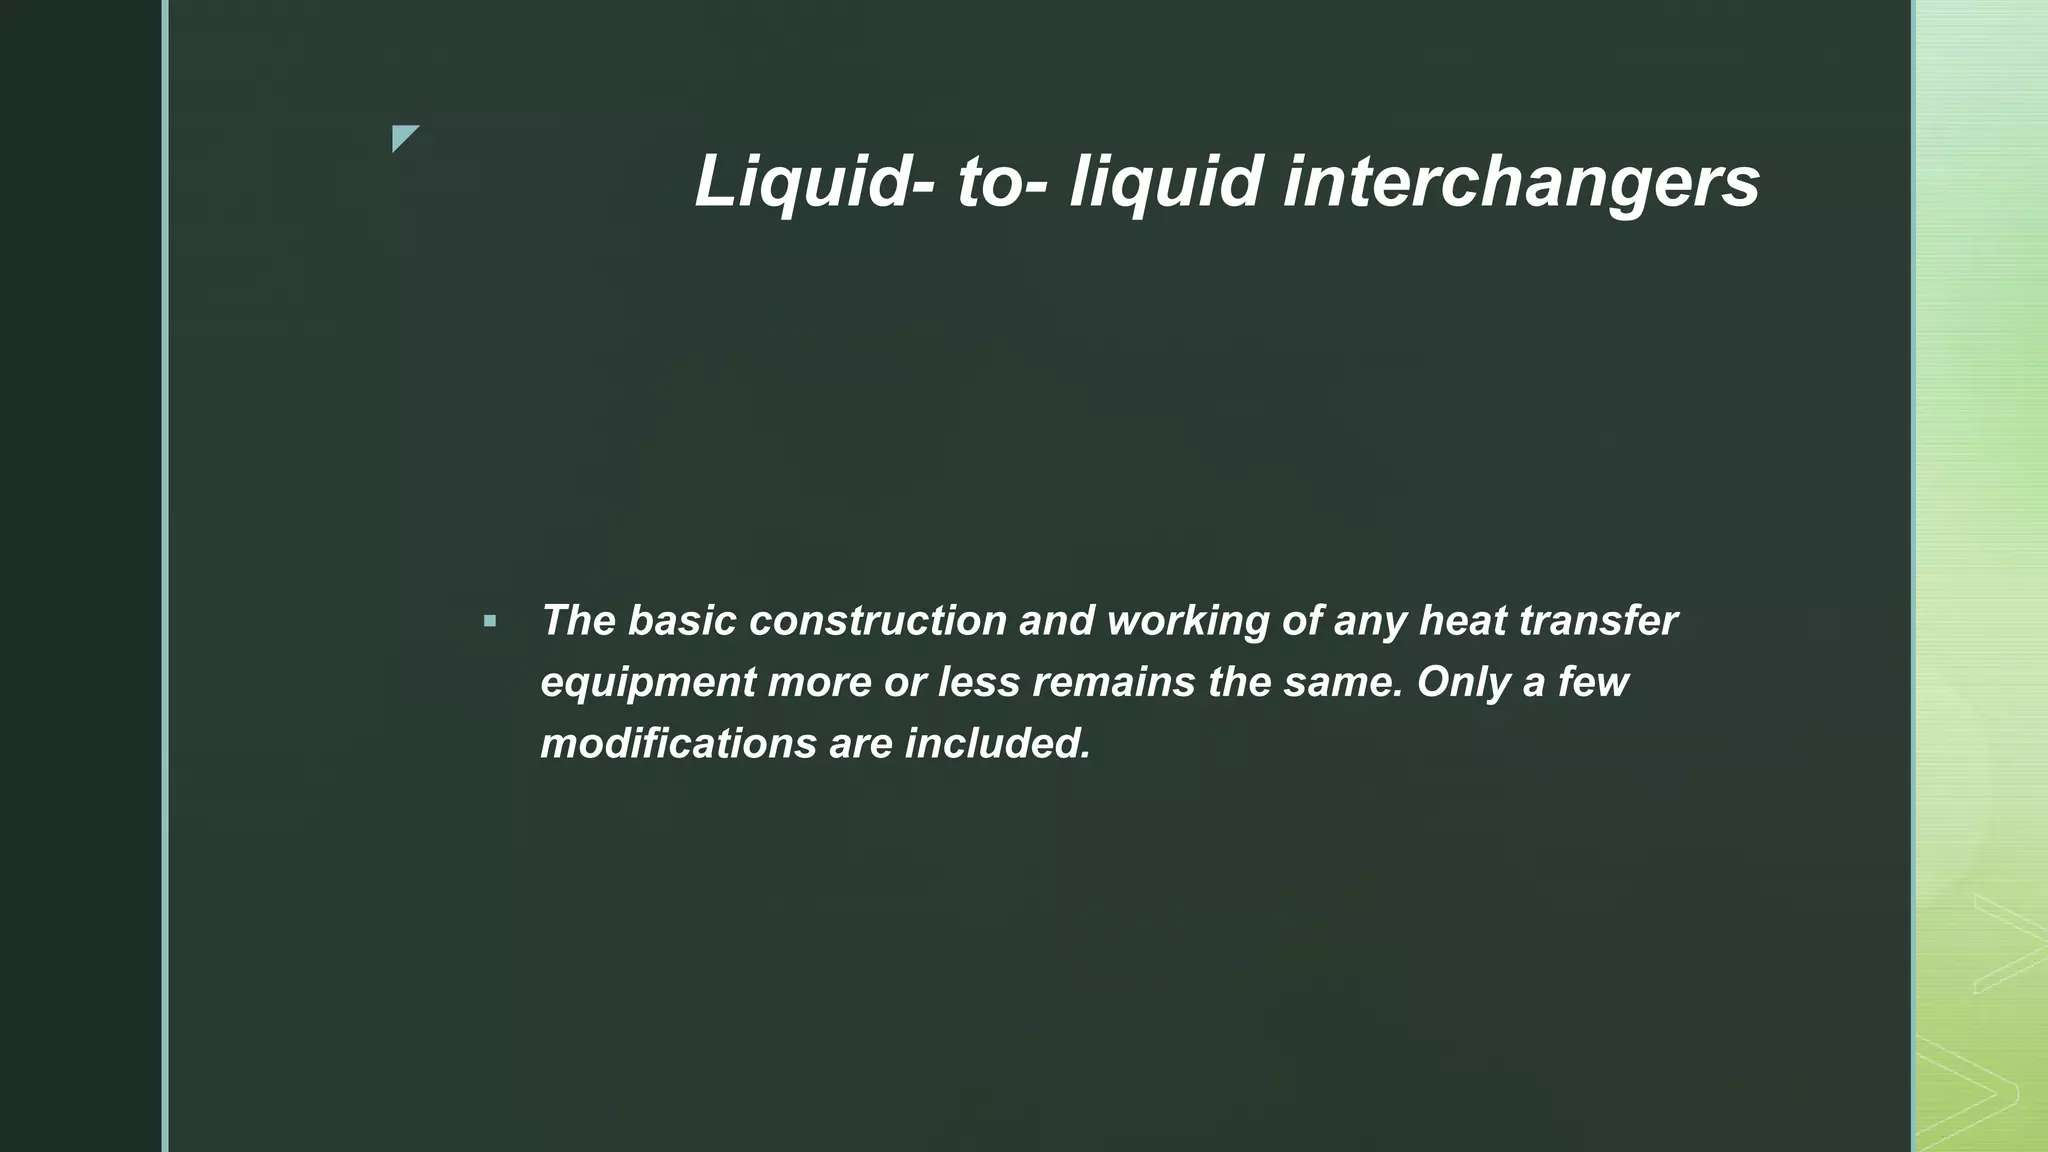 Liquid- to- liquid interchangers
▪ The basic construction and working of any heat transfer
equipment more or less remains the same. Only a few
modifications are included.